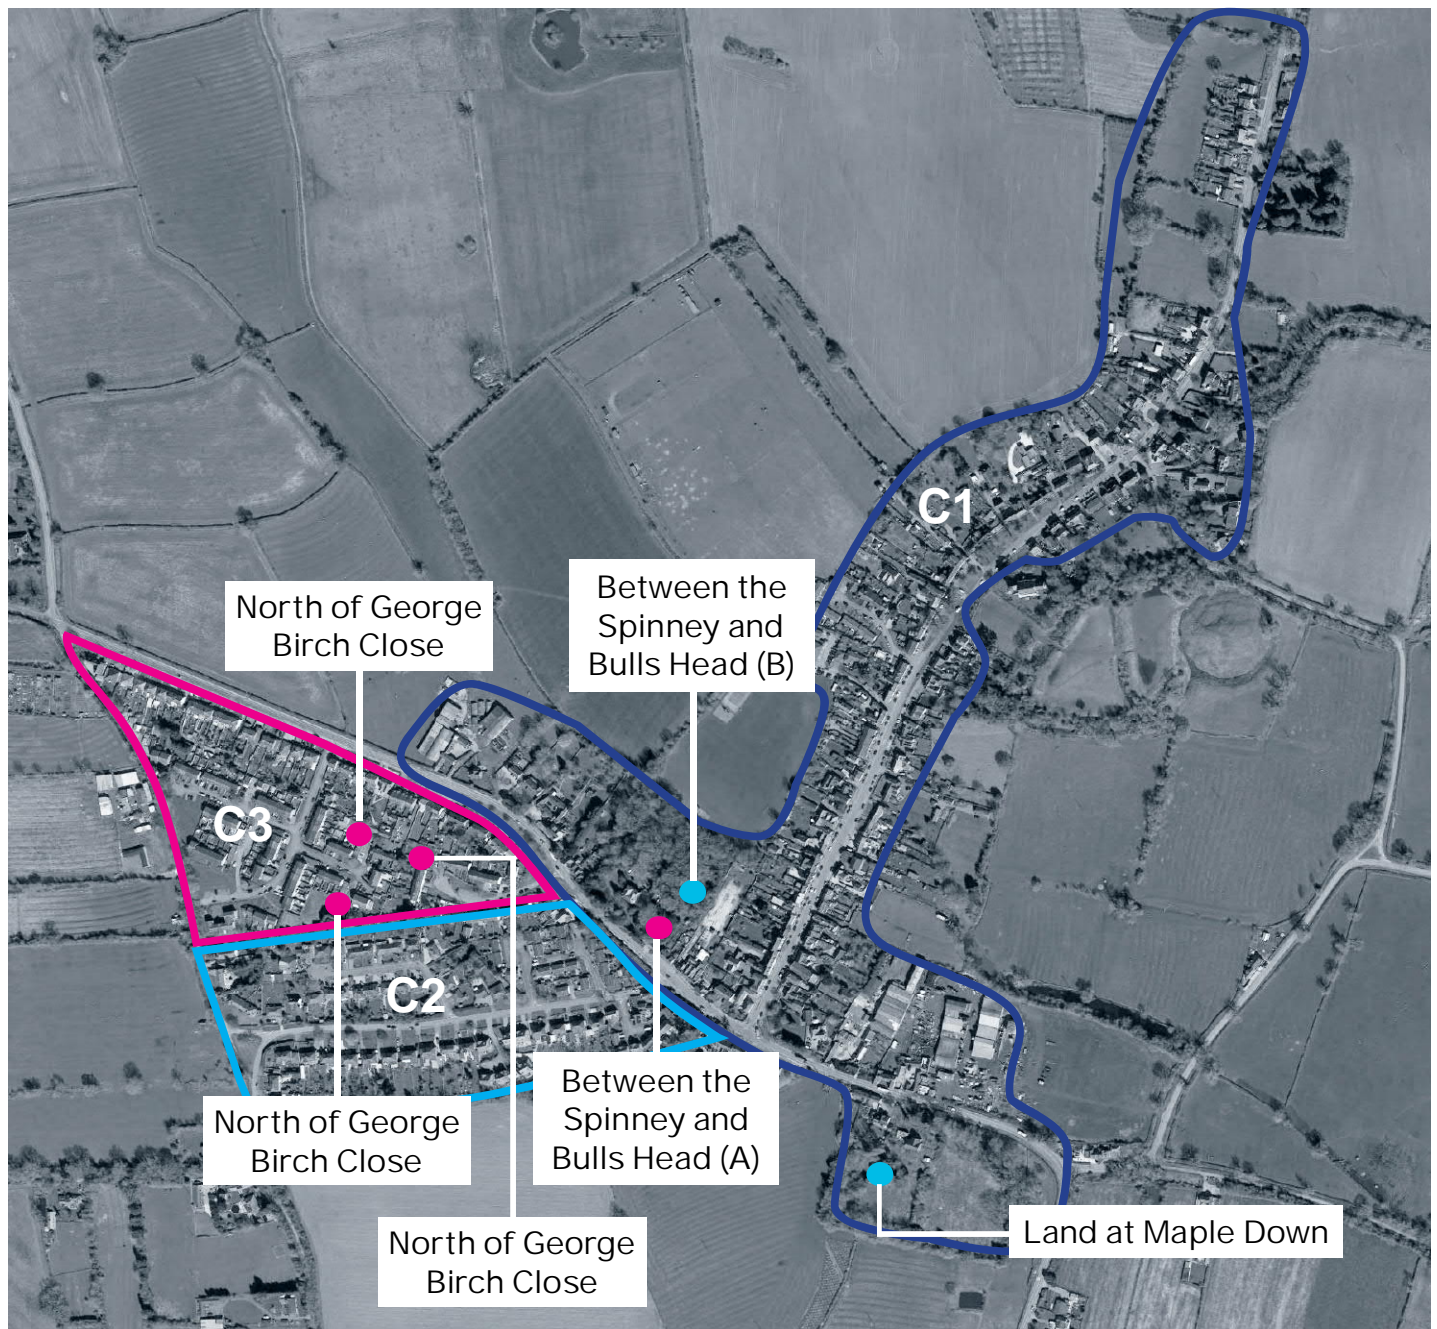 C1
Between the
Spinney and
Bulls Head (B)
North of George
Birch Close
C3
C2
Between the
Spinney and
Bulls Head (A)
North of George
Birch Close
Land at Maple Down
North of George
Birch Close